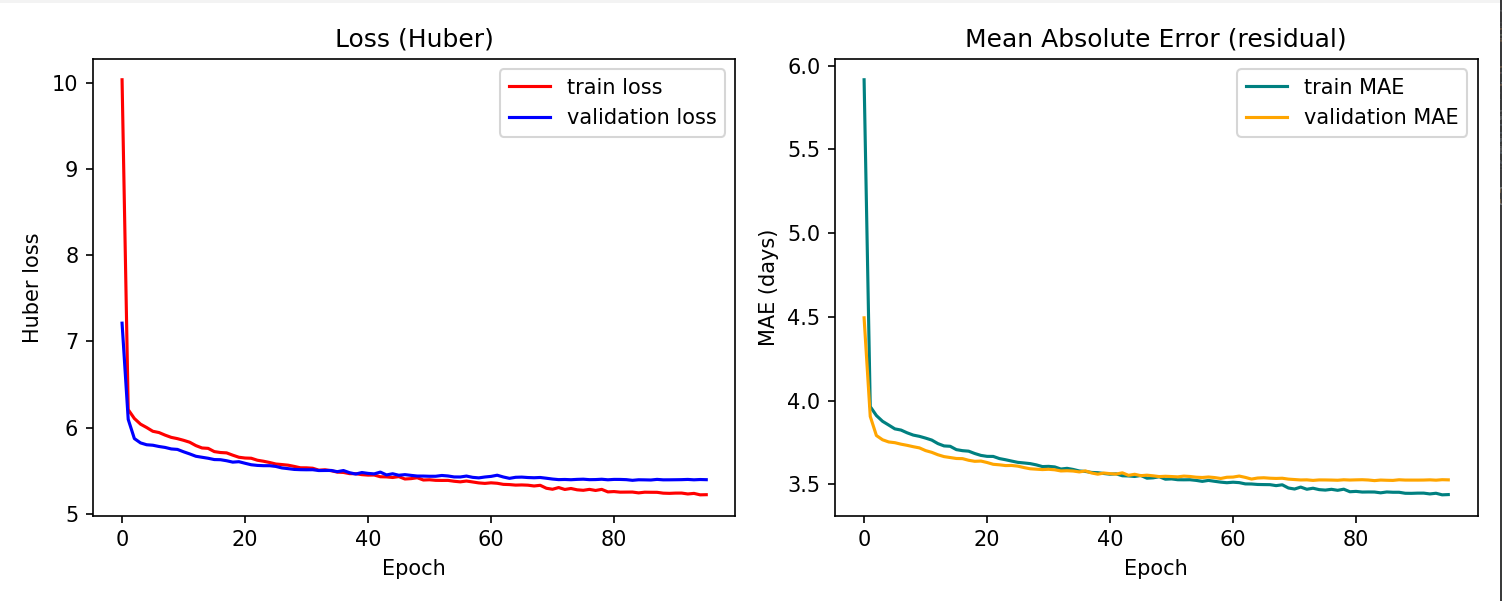 Loss (Huber)
train loss
validation loss
10
9
8
7
6
5
Huber loss
0
20
40
60
80
Epoch
Mean Absolute Error (residual)
train MAE
validation MAE
6.0
5.5
5.0
4.5
4.0
3.5
MAE (days)
0
20
40
60
80
Epoch